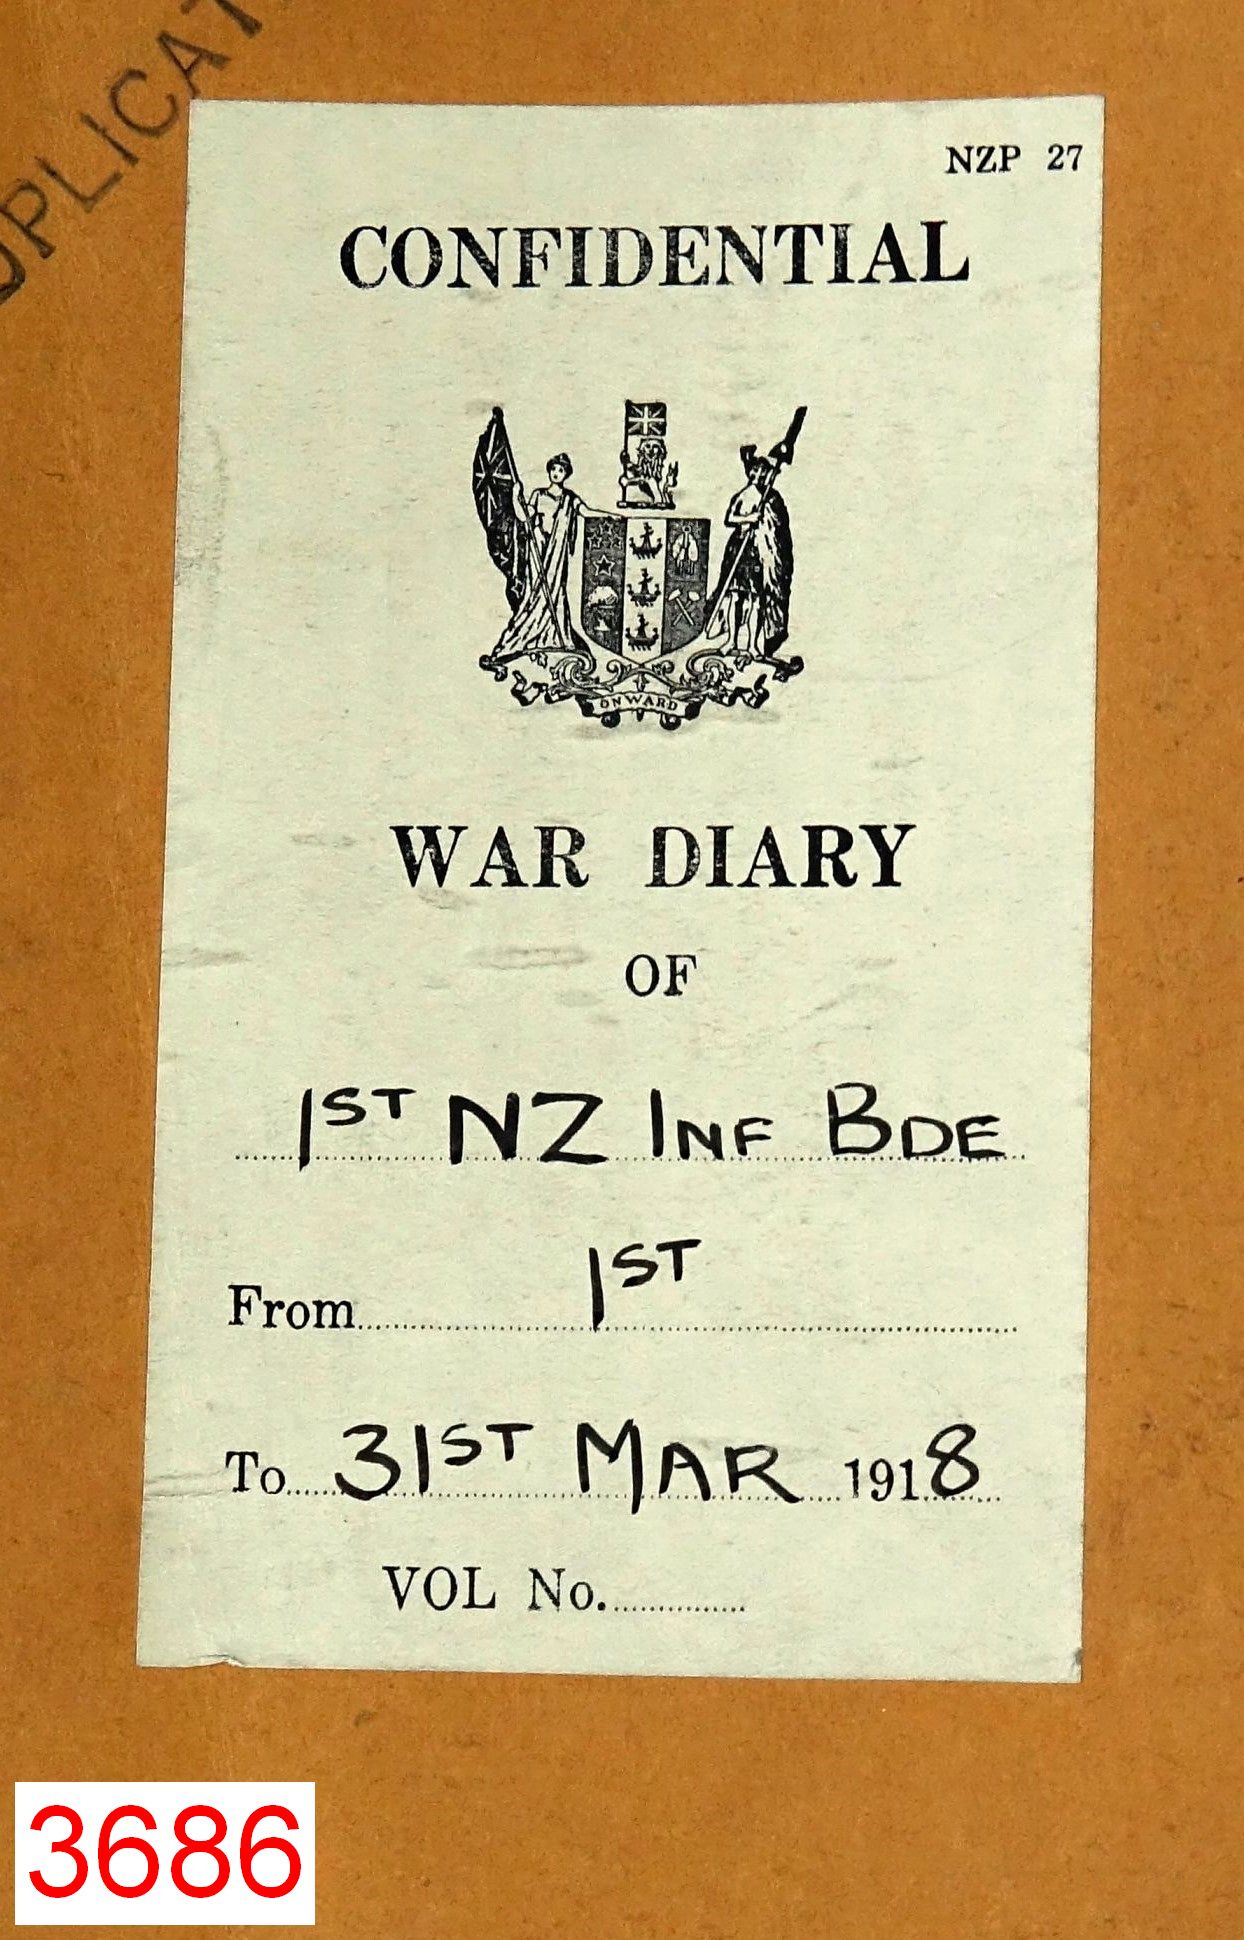 DUPLICAT
NZP 27
CONFIDENTIAL
ONWARD
WAR DIARY
OF
1ST NZ INF BDE
From 1ST
To 31ST MAR 1918
VOL No.
3686